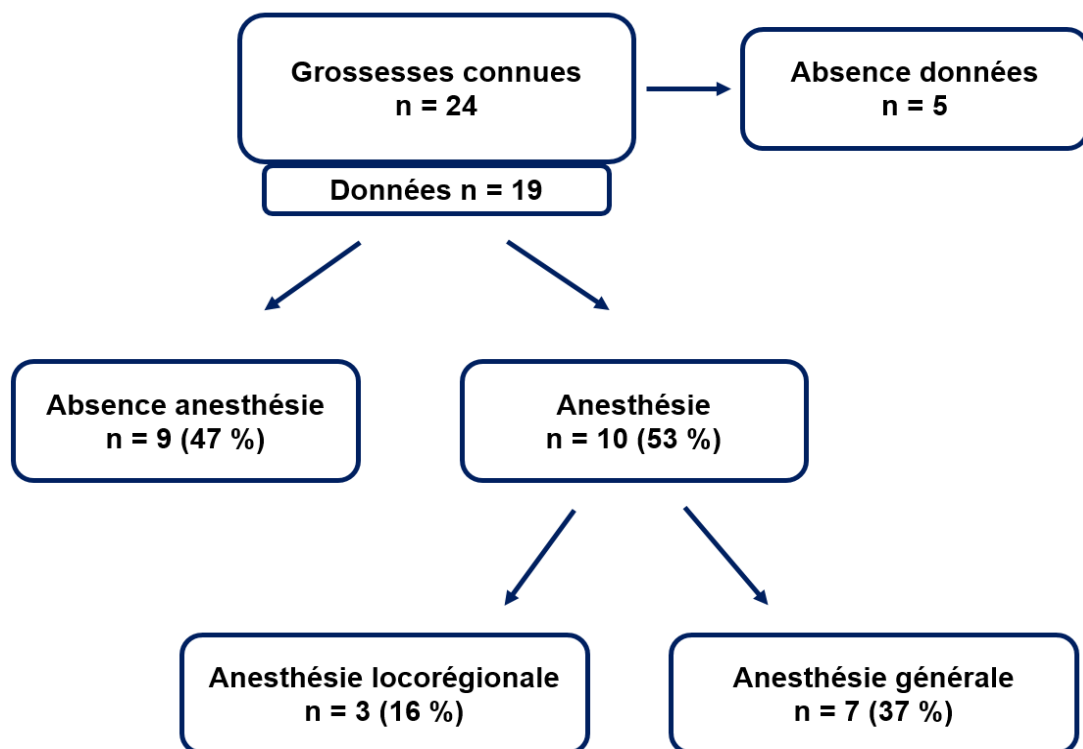 Grossesses connues
n = 24
Absence données
n = 5
Données n = 19
Absence anesthésie
n = 9 (47 %)
Anesthésie
n = 10 (53 %)
Anesthésie locorégionale
n = 3 (16 %)
Anesthésie générale
n = 7 (37 %)